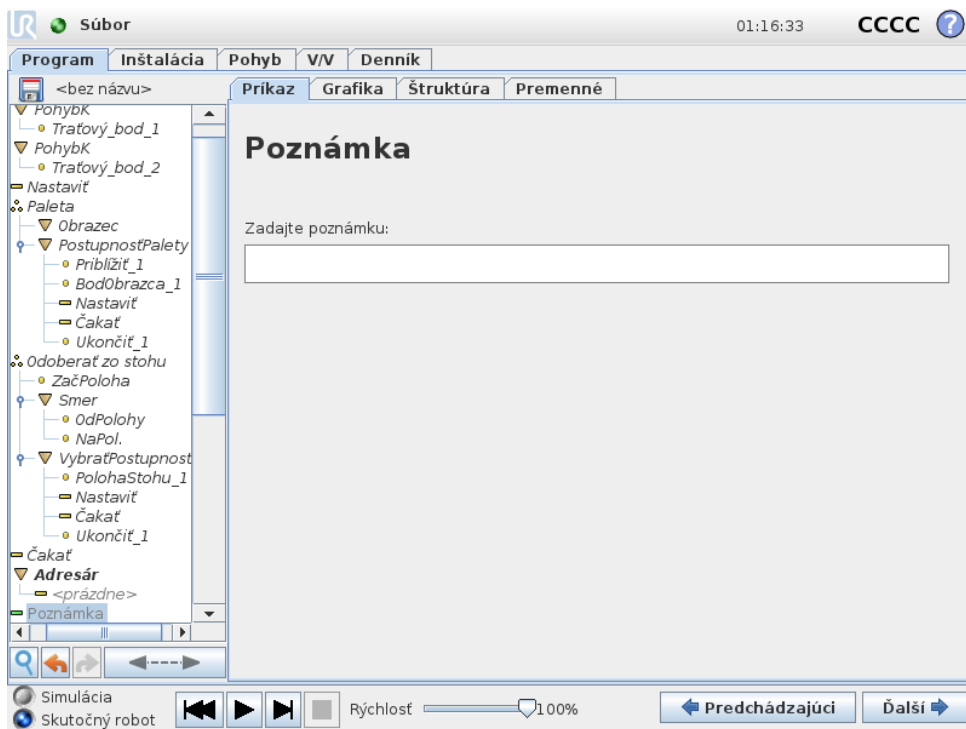 UR Súbor 01:16:33 CCCC ?
Program Inštalácia Pohyb V/V Denník
<bez názvu> Príkaz Grafika Štruktúra Premenné
PohybK
Traťový_bod_1
PohybK
Traťový_bod_2
Nastaviť
Paleta
Obrazec
PostupnosťPalety
Priblížiť_1
BodObrazca_1
Nastaviť
Čakať
Ukončiť_1
Odoberať zo stohu
ZačPoloha
Smer
OdPolohy
NaPol.
VybraťPostupnost
PolohaStohu_1
Nastaviť
Čakať
Ukončiť_1
Čakať
Adresár
<prázdne>
Poznámka
Poznámka
Zadajte poznámku:
Simulácia
Skutočný robot
Rýchlosť 100%
Predchádzajúci Ďalší